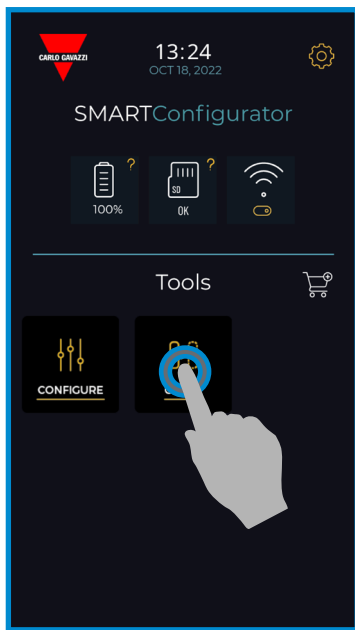 CARLO GAVAZZI
13:24
OCT 18, 2022
SMARTConfigurator
?
?
SD
100%
OK
Tools
CONFIGURE